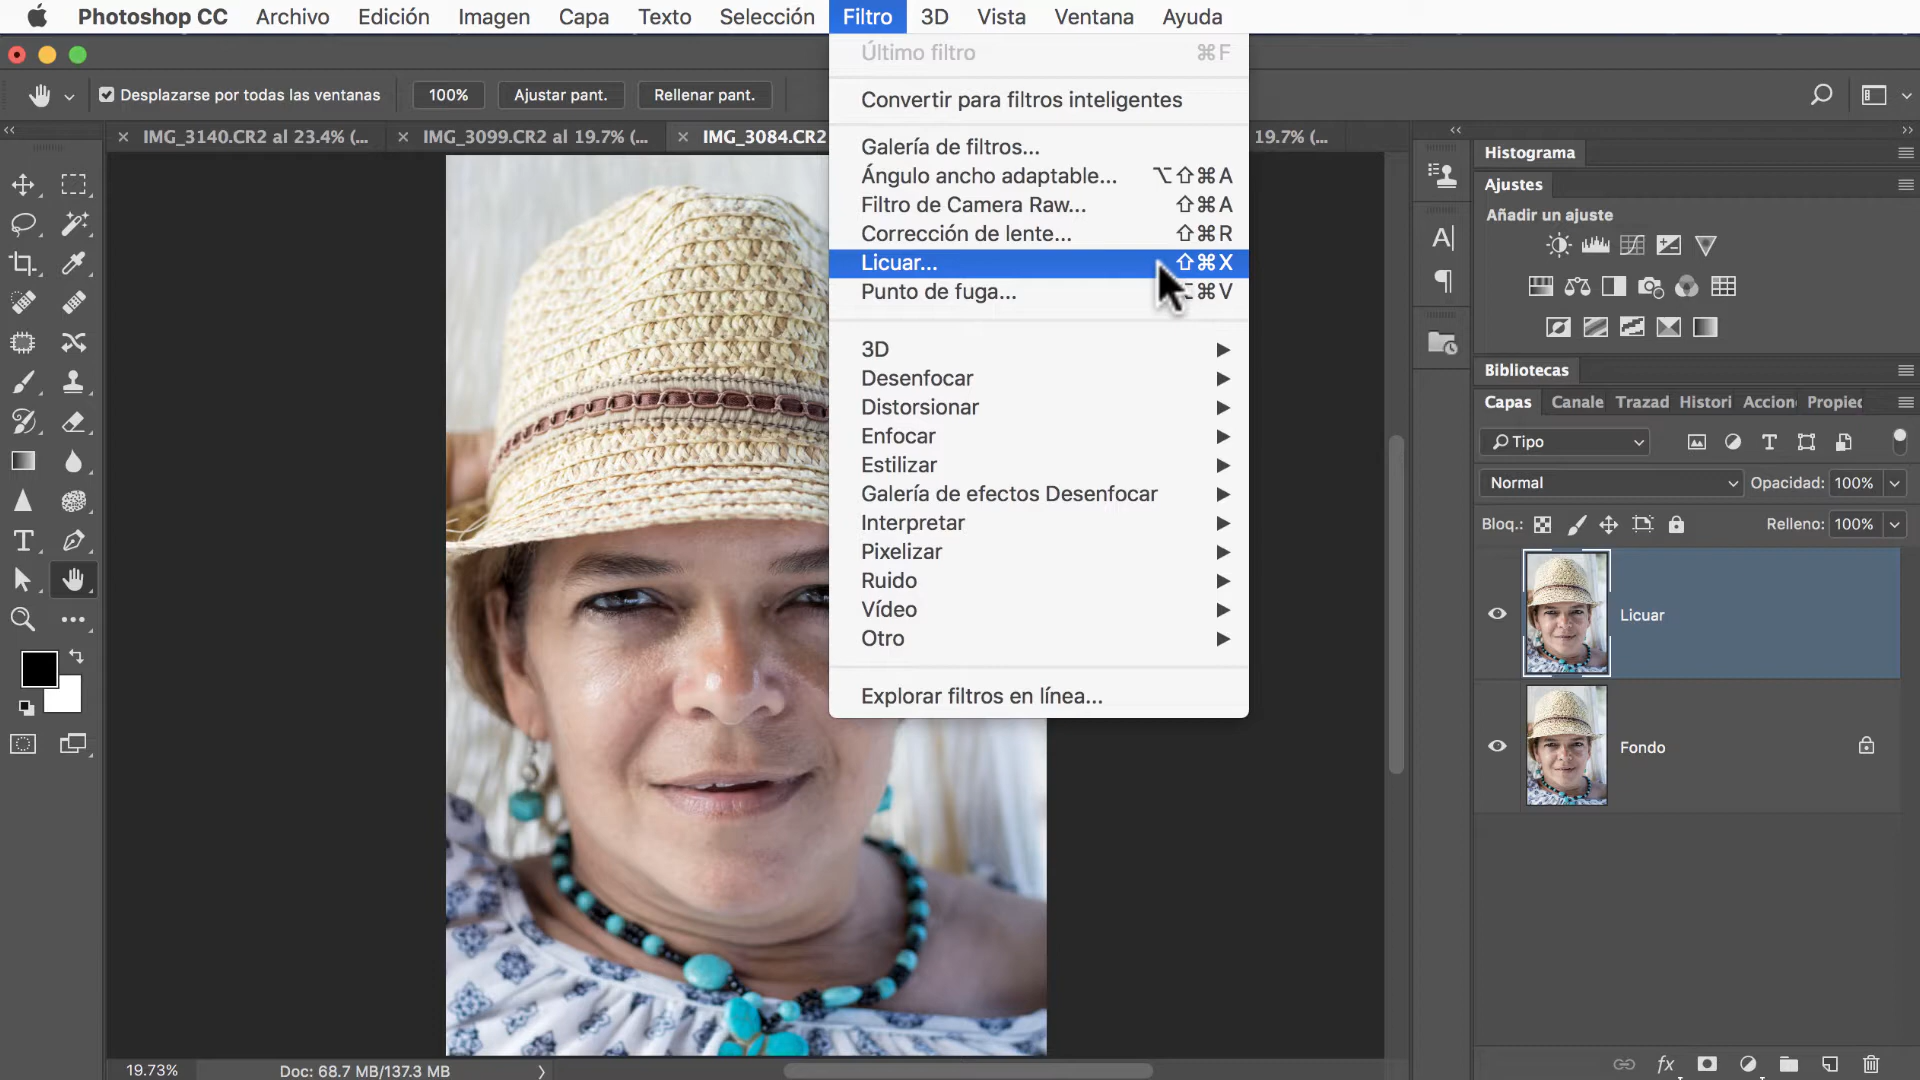 Photoshop CC Archivo Edición Imagen Capa Texto Selección Filtro 3D Vista Ventana Ayuda
Desplazarse por todas las ventanas 100% Ajustar pant. Rellenar pant.
IMG_3140.CR2 al 23.4% (... IMG_3099.CR2 al 19.7% (... IMG_3084.CR2 19.7% (...
Último filtro ⌘F
Convertir para filtros inteligentes
Galería de filtros...
Ángulo ancho adaptable... ⌥⇧⌘A
Filtro de Camera Raw... ⇧⌘A
Corrección de lente... ⇧⌘R
Licuar... ⇧⌘X
Punto de fuga... ⌘V
3D
Desenfocar
Distorsionar
Enfocar
Estilizar
Galería de efectos Desenfocar
Interpretar
Pixelizar
Ruido
Vídeo
Otro
Explorar filtros en línea...
Histograma
Ajustes
Añadir un ajuste
Bibliotecas
Capas Canale Trazad Histori Accion Propied
Tipo
Normal Opacidad: 100%
Bloq.: Relleno: 100%
Licuar
Fondo
19.73% Doc: 68.7 MB/137.3 MB